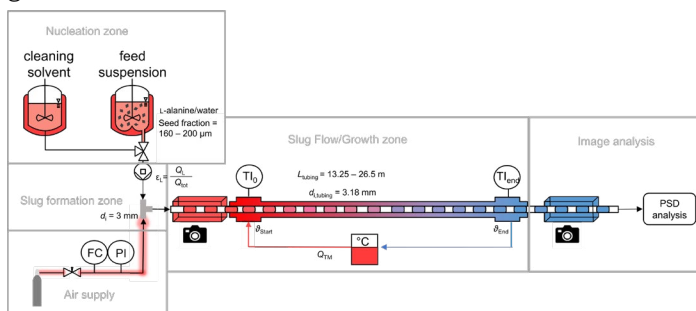 Nucleation zone
cleaning
solvent
feed
suspension
L-alanine/water
Seed fraction =
160 – 200 μm
εL= QL
Qtot
Slug formation zone
di = 3 mm
FC
PI
Air supply
Slug Flow/Growth zone
TI0
Ltubing = 13.25 – 26.5 m
di,tubing = 3.18 mm
TIend
ϑStart
°C
QTM
ϑEnd
Image analysis
PSD
analysis